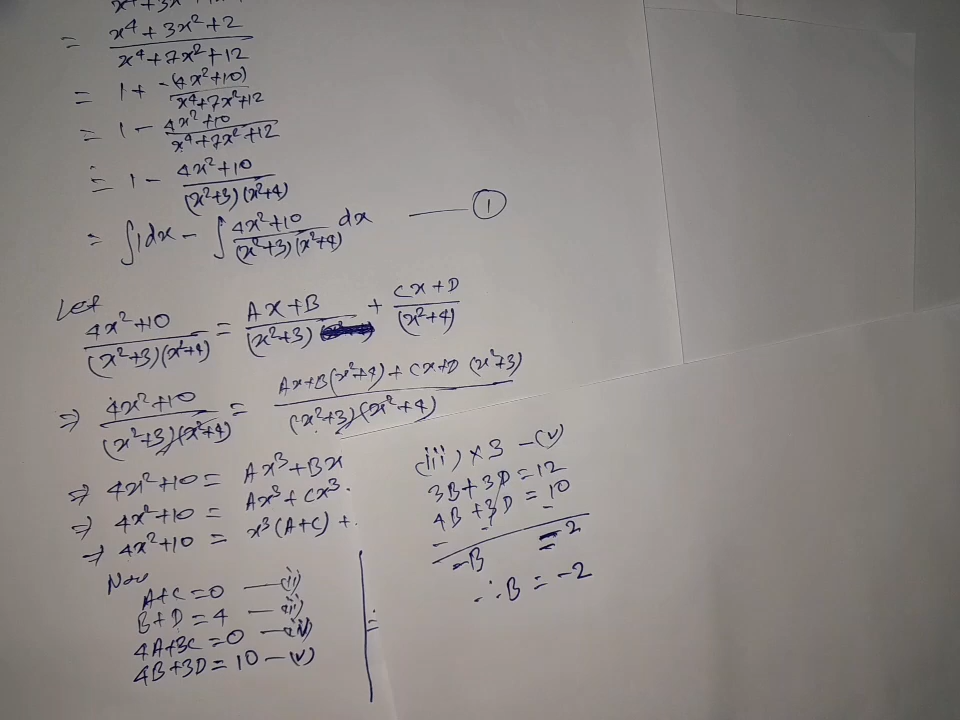 = x⁴+3x²+2 / x⁴+7x²+12
= 1+ -(4x²+10) / x⁴+7x²+12
= 1 - 4x²+10 / x⁴+7x²+12
= 1 - 4x²+10 / (x²+3)(x²+4)
= ∫1dx - ∫ 4x²+10 / (x²+3)(x²+4) dx —— ①
Let
4x²+10 / (x²+3)(x²+4) = Ax+B / (x²+3) + Cx+D / (x²+4)
⇒ 4x²+10 / (x²+3)(x²+4) = Ax+B(x²+4)+Cx+D (x²+3) / (x²+3)(x²+4)
⇒ 4x²+10 = Ax³+Bx
⇒ 4x²+10 = Ax³+Cx³.
⇒ 4x²+10 = x³(A+C) +
Now
A+C=0 —(ii)
B+D=4 —(iii)
4A+3C=0 —(iv)
4B+3D=10 —(v)
(iii)×3 -(v)
3B+3D=12
4B+3D=10
- - -
-B = 2
∴B = -2